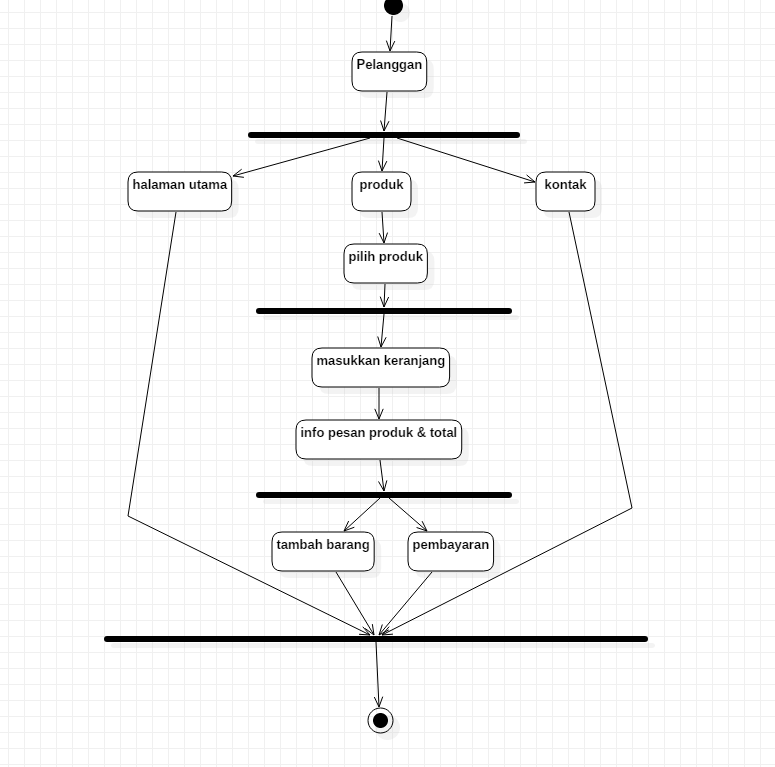 Pelanggan
halaman utama
produk
kontak
pilih produk
masukkan keranjang
info pesan produk & total
tambah barang
pembayaran